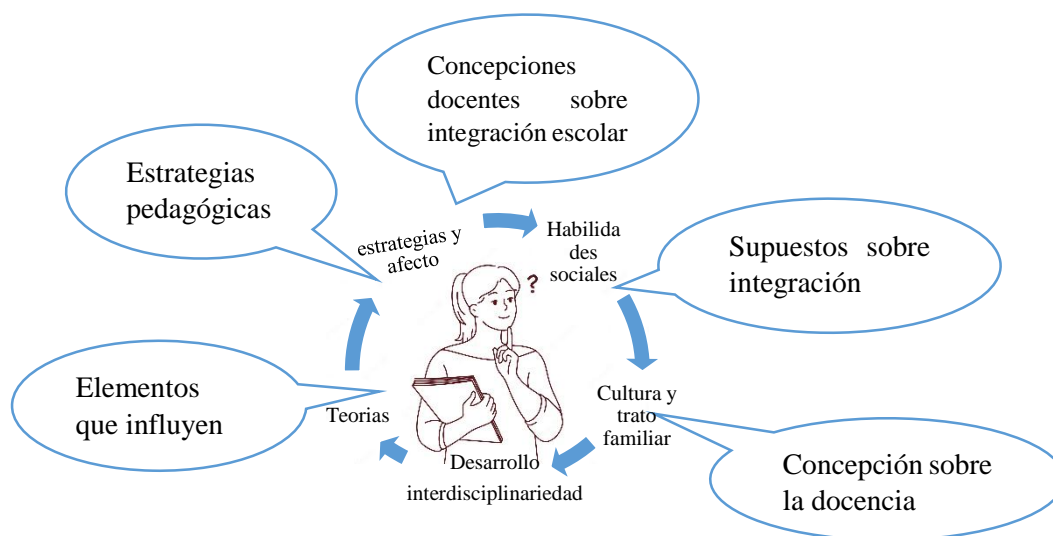 Concepciones
docentes sobre
integración escolar
Estrategias
pedagógicas
estrategias y
afecto
Habilida
des
sociales
?
Supuestos sobre
integración
Elementos
que influyen
Teorias
Cultura y
trato
familiar
Desarrollo
interdisciplinariedad
Concepción sobre
la docencia